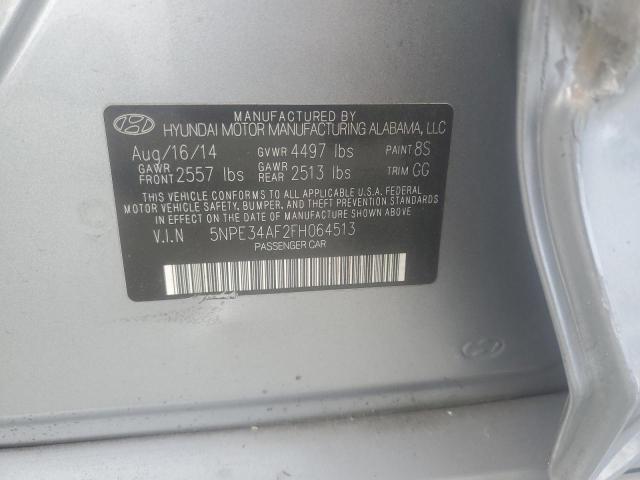 MANUFACTURED BY
HYUNDAI MOTOR MANUFACTURING ALABAMA, LLC
Aug/16/14 GVWR 4497 lbs PAINT 8S
GAWR FRONT 2557 lbs GAWR REAR 2513 lbs TRIM GG
THIS VEHICLE CONFORMS TO ALL APPLICABLE U.S.A. FEDERAL
MOTOR VEHICLE SAFETY, BUMPER, AND THEFT PREVENTION STANDARDS
IN EFFECT ON THE DATE OF MANUFACTURE SHOWN ABOVE.
V.I.N 5NPE34AF2FH064513
PASSENGER CAR